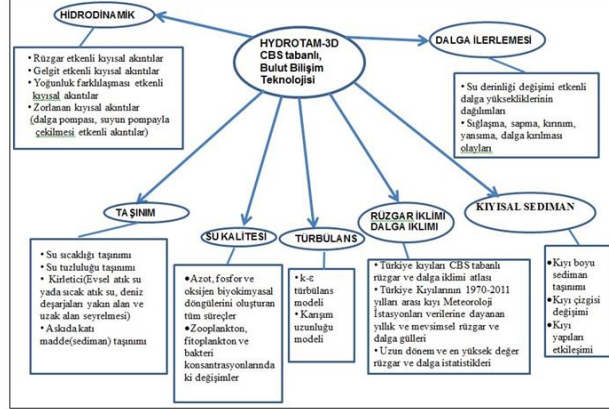 HİDRODİNAMİK
• Rüzgar etkenli kıyısal akıntılar
• Gelgit etkenli kıyısal akıntılar
• Yoğunluk farklılaşması etkenli
kıyısal akıntılar
• Zorlanan kıyısal akıntılar
(dalga pompası, suyun pompayla
çekilmesi etkenli akıntılar)
HYDROTAM-3D
CBS tabanlı,
Bulut Bilişim
Teknolojisi
DALGA İLERLEMESİ
• Su derinliği değişimi etkenli
dalga yüksekliklerinin
dağılımları
• Sığlaşma, sapma, kırınım,
yansıma, dalga kırılması
olayları
TAŞINIM
• Su sıcaklığı taşınımı
• Su tuzluluğu taşınımı
• Kirletici(Evsel atık su
yada sıcak atık su, deniz
deşarjaları yakın alan ve
uzak alan seyrelmesi)
• Askıda katı
madde(sediman) taşınımı
SU KALİTESİ
•Azot, fosfor ve
oksijen biyokimyasal
döngülerini oluşturan
tüm süreçler
•Zooplankton,
fitoplankton ve
bakteri
konsantrasyonlarında
ki değişimler
TÜRBÜLANS
• k-ε
türbülans
modeli
• Karışım
uzunluğu
modeli
RÜZGAR İKLİMİ
DALGA IKLIMI
• Türkiye kıyıları CBS tabanlı
rüzgar ve dalga iklimi atlası
• Türkiye Kıyılarının 1970-2011
yılları arası kıyı Meteoroloji
İstasyonları verilerine dayanan
yıllık ve mevsimsel rüzgar ve
dalga gülleri
• Uzun dönem ve en yüksek değer
rüzgar ve dalga istatistikleri
KIYISAL SEDIMAN
•Kıyı boyu
sediman
taşınımı
•Kıyı çizgisi
değişimi
•Kıyı
yapıları
etkileşimi